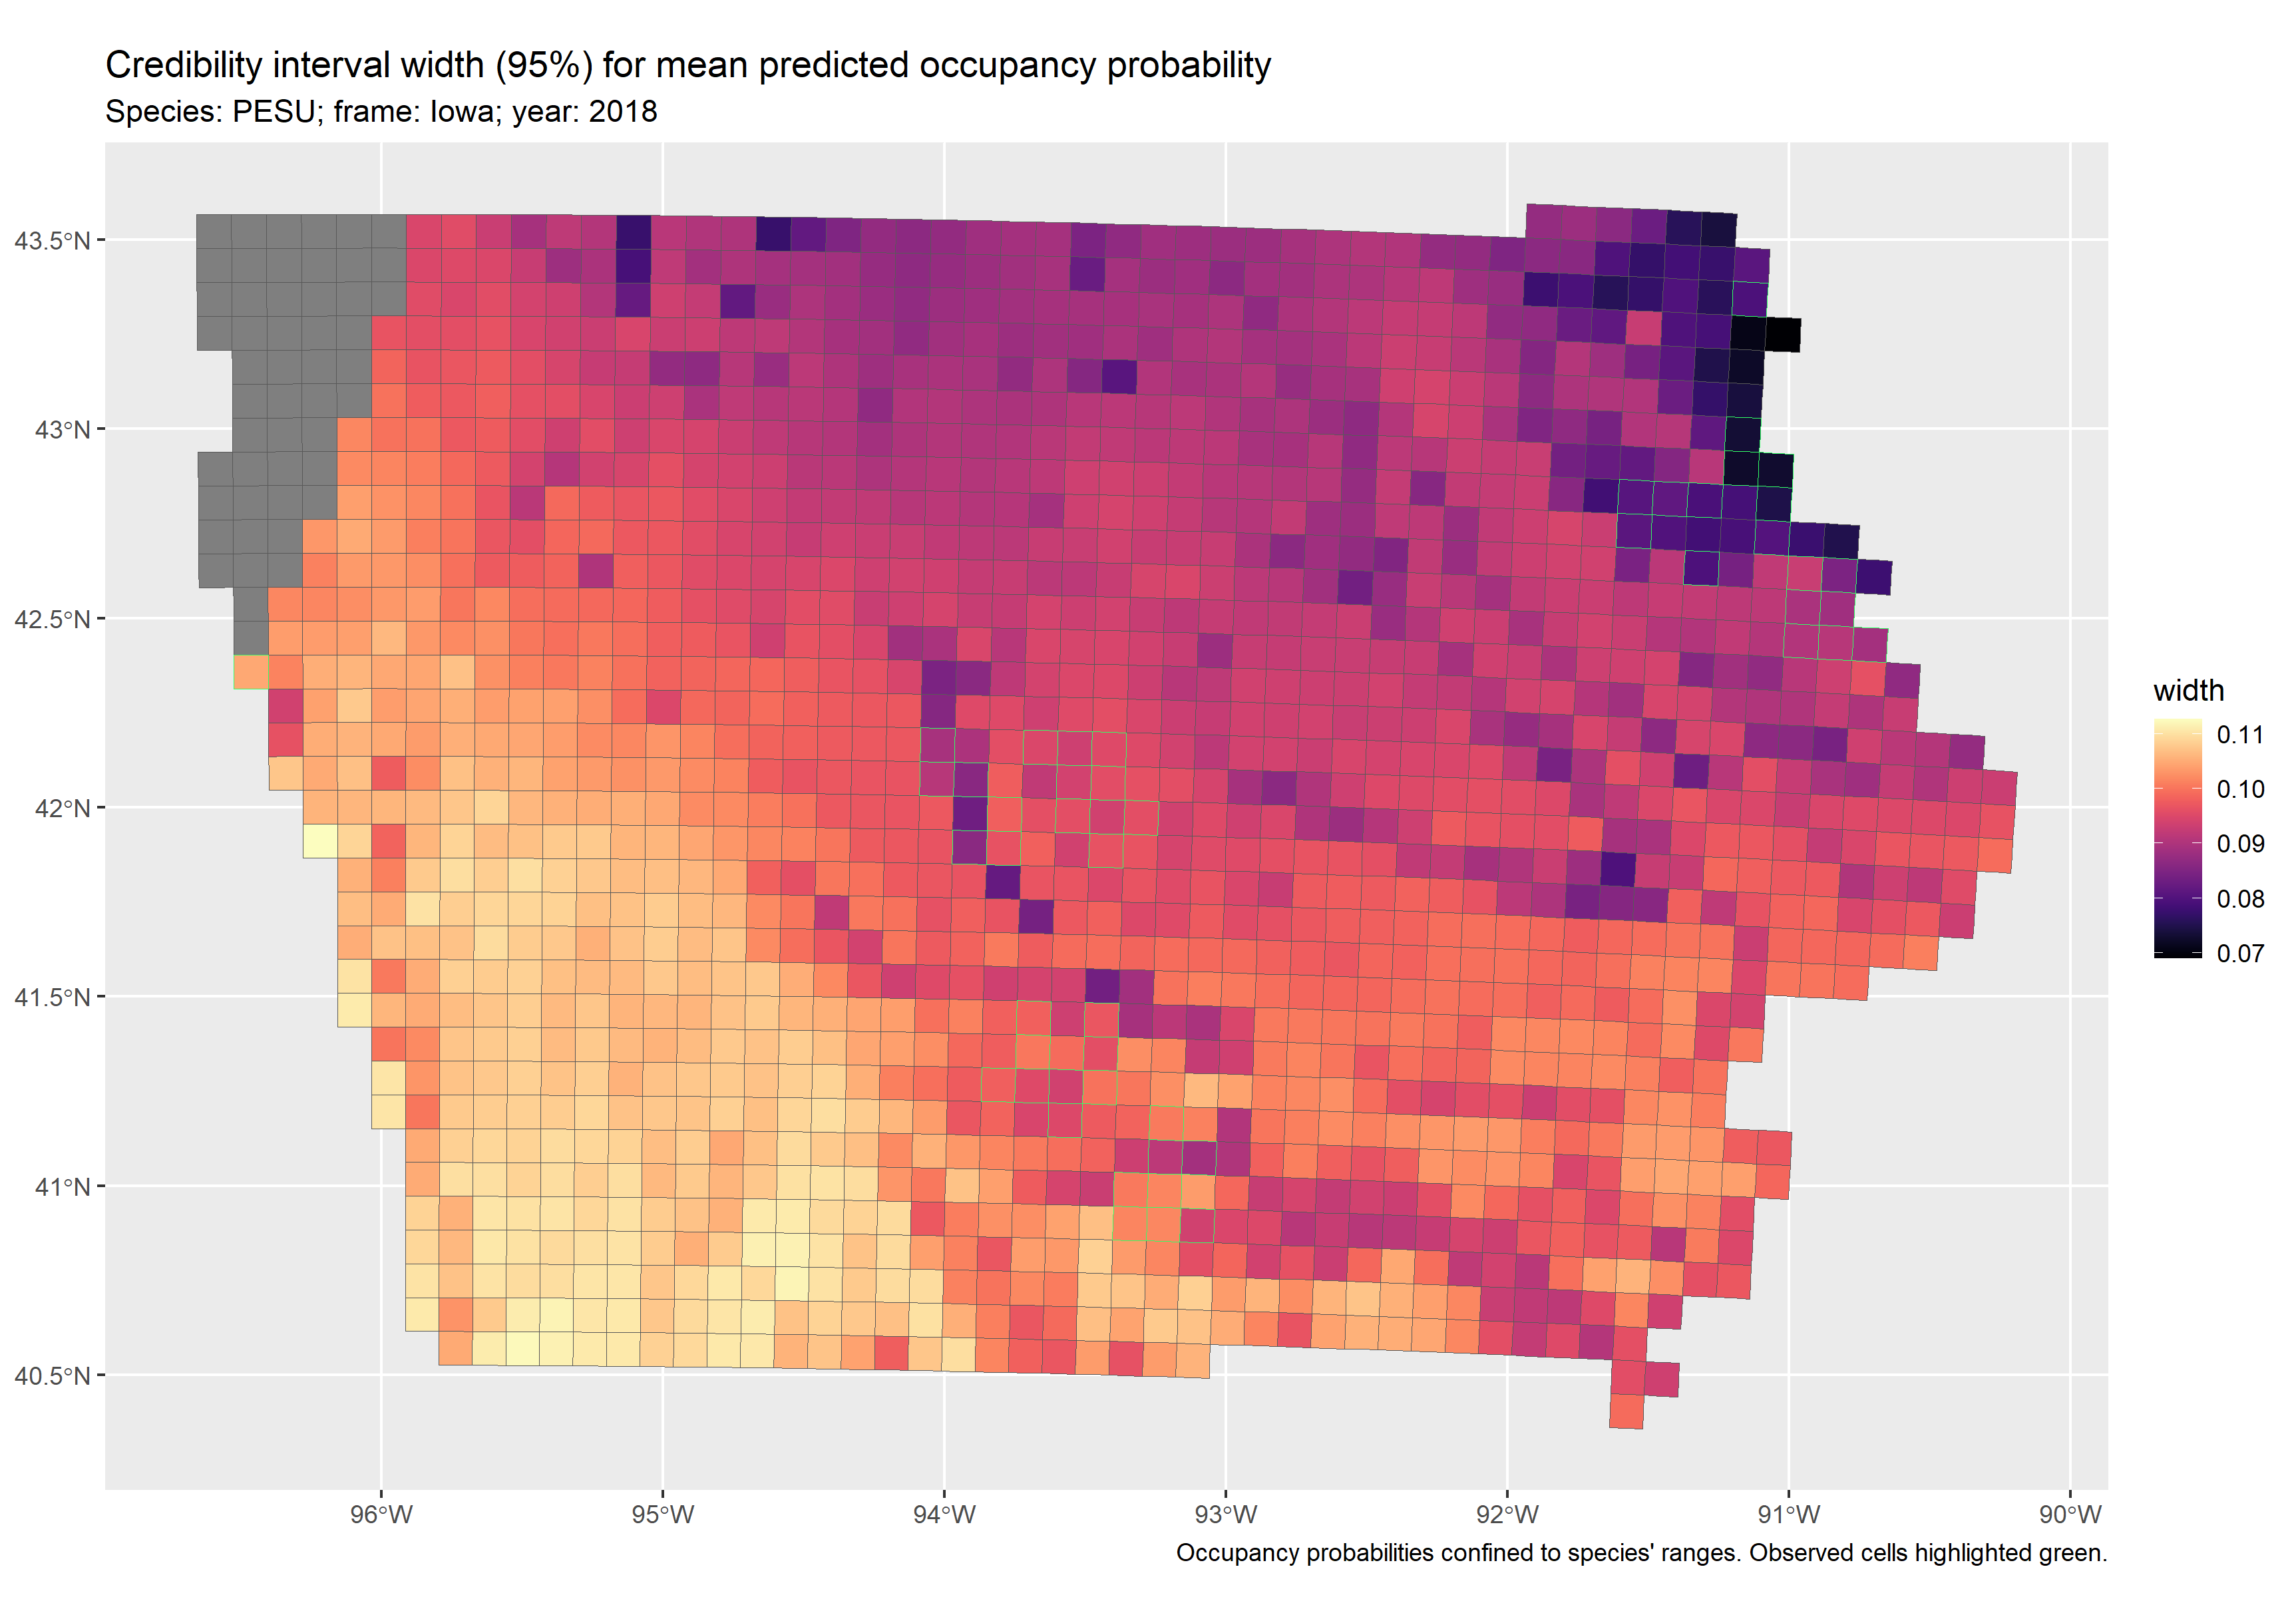 Credibility interval width (95%) for mean predicted occupancy probability
Species: PESU; frame: Iowa; year: 2018
43.5°N
43°N
42.5°N
42°N
41.5°N
41°N
40.5°N
96°W
95°W
94°W
93°W
92°W
91°W
90°W
width
0.11
0.10
0.09
0.08
0.07
Occupancy probabilities confined to species' ranges. Observed cells highlighted green.